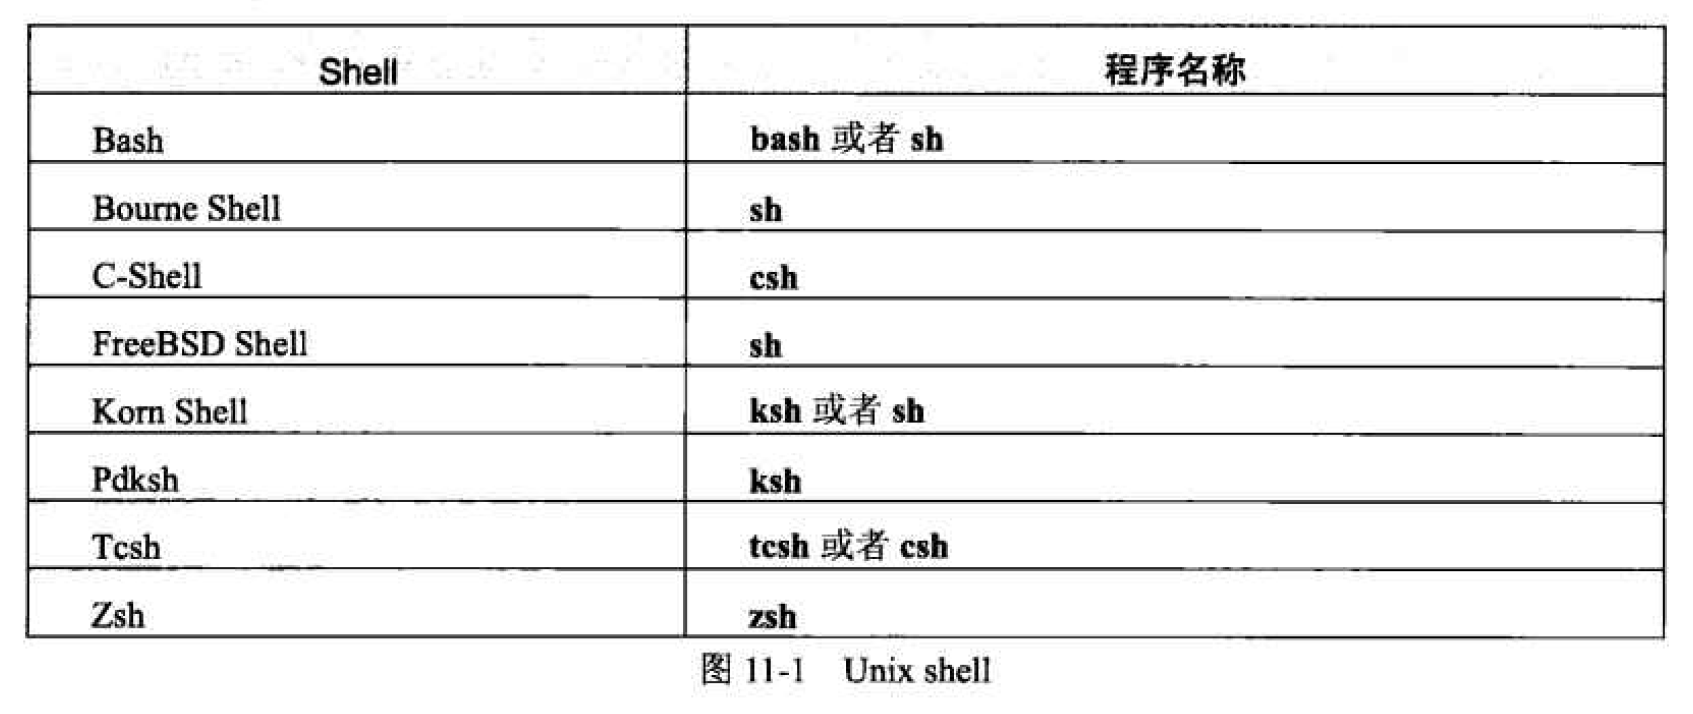 Shell 程序名称
Bash bash 或者 sh
Bourne Shell sh
C-Shell csh
FreeBSD Shell sh
Korn Shell ksh 或者 sh
Pdksh ksh
Tcsh tcsh 或者 csh
Zsh zsh
图 11-1 Unix shell